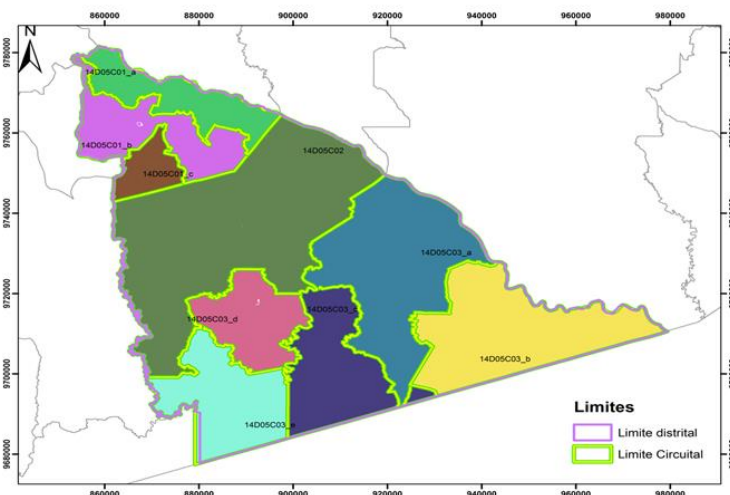 860000 880000 900000 920000 940000 960000 980000
N
9780000
9760000
9740000
9720000
9700000
9680000
14D05C01_a
14D05C01_b
14D05C01_c
14D05C02
14D05C03_a
14D05C03_d
14D05C03_b
14D05C03_e
Limites
Limite distrital
Limite Circuital
860000 880000 900000 920000 940000 960000 980000